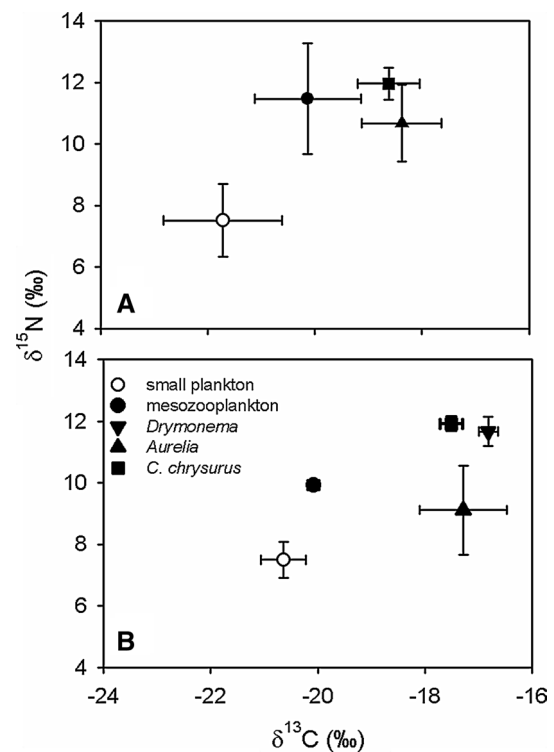 14
12
10
8
6
4
A
δ15N (‰)
12
10
8
6
4
small plankton
mesozooplankton
Drymonema
Aurelia
C. chrysurus
B
-24
-22
-20
-18
-16
δ13C (‰)